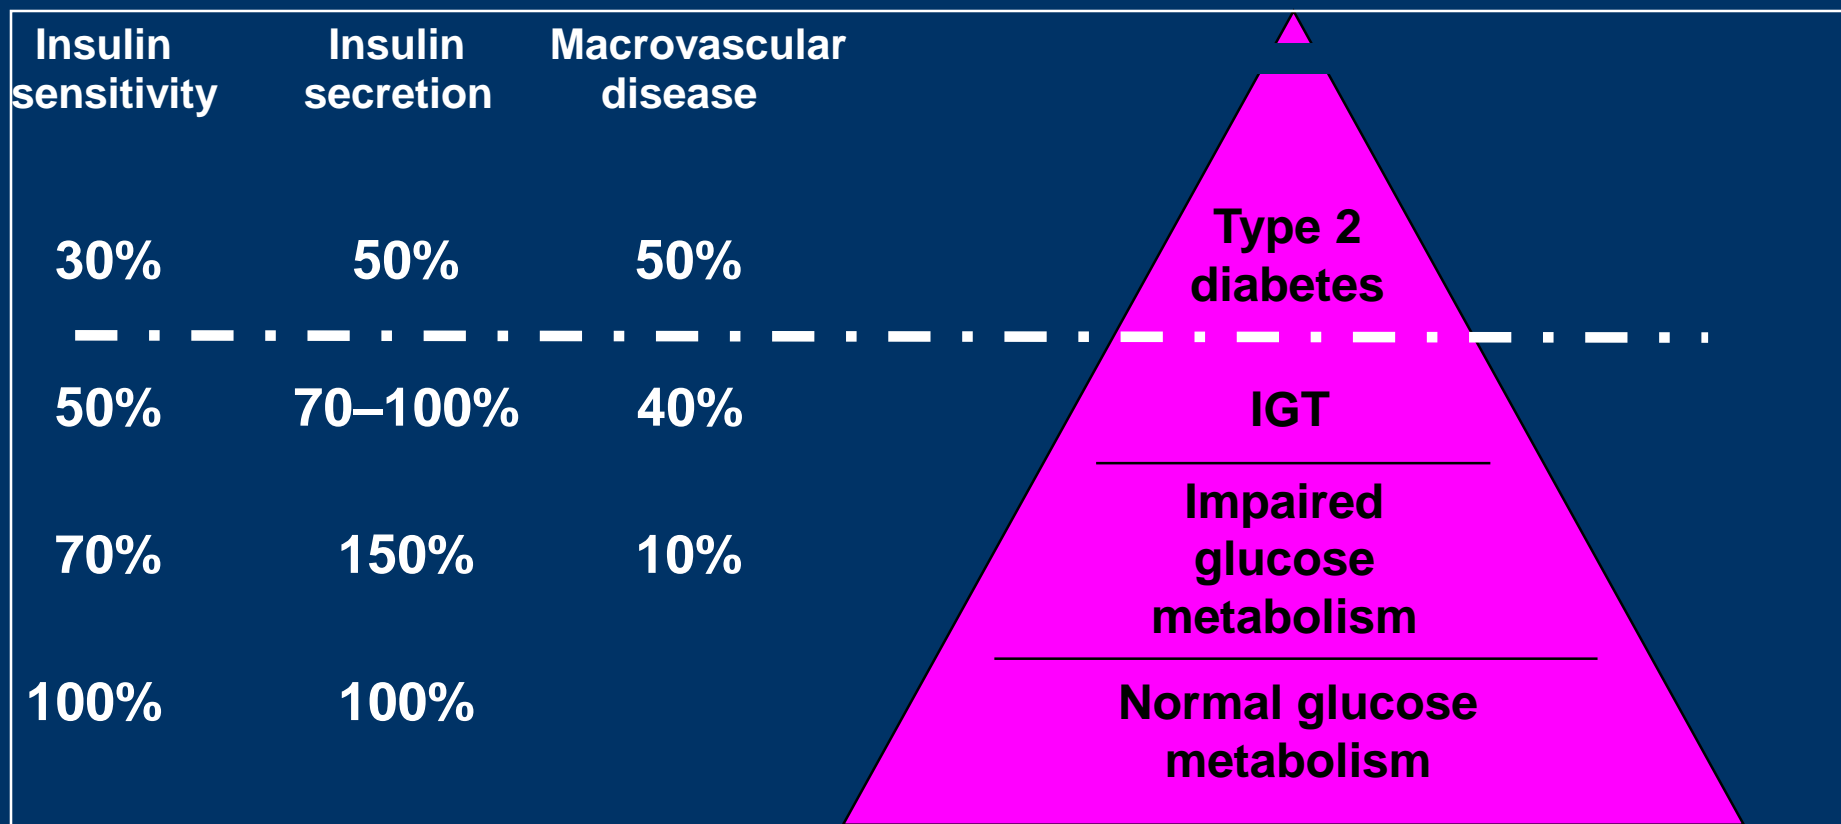 Insulin
sensitivity
Insulin
secretion
Macrovascular
disease
30%
50%
50%
Type 2
diabetes
50%
70–100%
40%
IGT
70%
150%
10%
Impaired
glucose
metabolism
100%
100%
Normal glucose
metabolism